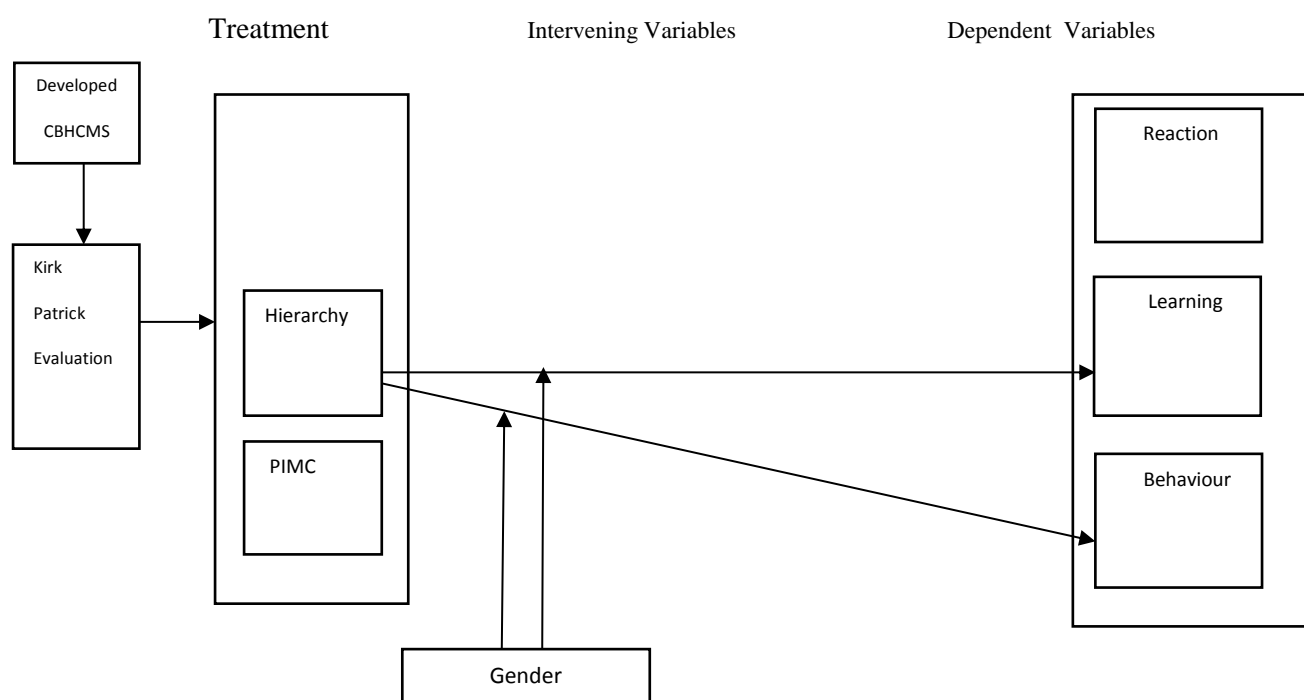 Treatment
Intervening Variables
Dependent Variables
Developed
CBHCMS
Kirk
Patrick
Evaluation
Hierarchy
PIMC
Reaction
Learning
Behaviour
Gender